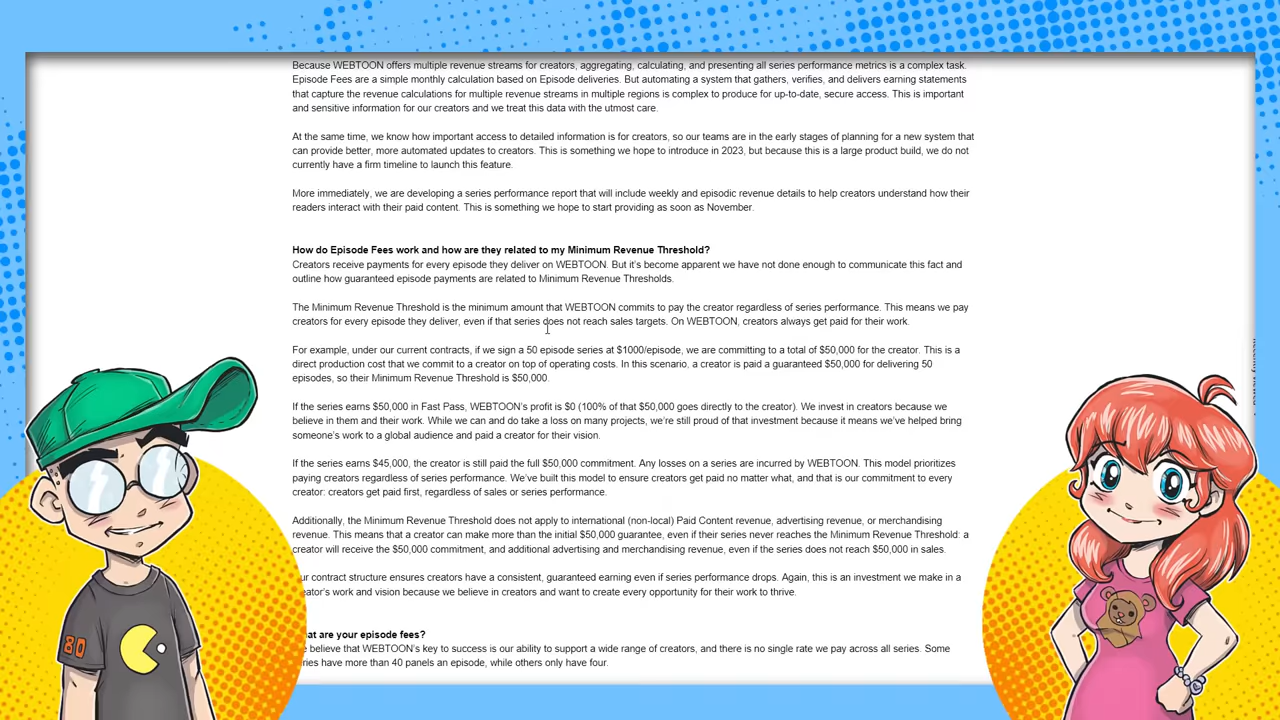 Because WEBTOON offers multiple revenue streams for creators, aggregating, calculating, and presenting all series performance metrics is a complex task.
Episode Fees are a simple monthly calculation based on Episode deliveries. But automating a system that gathers, verifies, and delivers earning statements
that capture the revenue calculations for multiple revenue streams in multiple regions is complex to produce for up-to-date, secure access. This is important
and sensitive information for our creators and we treat this data with the utmost care.
At the same time, we know how important access to detailed information is for creators, so our teams are in the early stages of planning for a new system that
can provide better, more automated updates to creators. This is something we hope to introduce in 2023, but because this is a large product build, we do not
currently have a firm timeline to launch this feature.
More immediately, we are developing a series performance report that will include weekly and episodic revenue details to help creators understand how their
readers interact with their paid content. This is something we hope to start providing as soon as November.
How do Episode Fees work and how are they related to my Minimum Revenue Threshold?
Creators receive payments for every episode they deliver on WEBTOON. But it's become apparent we have not done enough to communicate this fact and
outline how guaranteed episode payments are related to Minimum Revenue Thresholds.
The Minimum Revenue Threshold is the minimum amount that WEBTOON commits to pay the creator regardless of series performance. This means we pay
creators for every episode they deliver, even if that series does not reach sales targets. On WEBTOON, creators always get paid for their work.
For example, under our current contracts, if we sign a 50 episode series at $1000/episode, we are committing to a total of $50,000 for the creator. This is a
direct production cost that we commit to a creator on top of operating costs. In this scenario, a creator is paid a guaranteed $50,000 for delivering 50
episodes, so their Minimum Revenue Threshold is $50,000.
If the series earns $50,000 in Fast Pass, WEBTOON's profit is $0 (100% of that $50,000 goes directly to the creator). We invest in creators because we
believe in them and their work. While we can and do take a loss on many projects, we're still proud of that investment because it means we've helped bring
someone's work to a global audience and paid a creator for their vision.
If the series earns $45,000, the creator is still paid the full $50,000 commitment. Any losses on a series are incurred by WEBTOON. This model prioritizes
paying creators regardless of series performance. We've built this model to ensure creators get paid no matter what, and that is our commitment to every
creator: creators get paid first, regardless of sales or series performance.
Additionally, the Minimum Revenue Threshold does not apply to international (non-local) Paid Content revenue, advertising revenue, or merchandising
revenue. This means that a creator can make more than the initial $50,000 guarantee, even if their series never reaches the Minimum Revenue Threshold: a
creator will receive the $50,000 commitment, and additional advertising and merchandising revenue, even if the series does not reach $50,000 in sales.
ur contract structure ensures creators have a consistent, guaranteed earning even if series performance drops. Again, this is an investment we make in a
eator's work and vision because we believe in creators and want to create every opportunity for their work to thrive.
at are your episode fees?
e believe that WEBTOON's key to success is our ability to support a wide range of creators, and there is no single rate we pay across all series. Some
ries have more than 40 panels an episode, while others only have four.
80